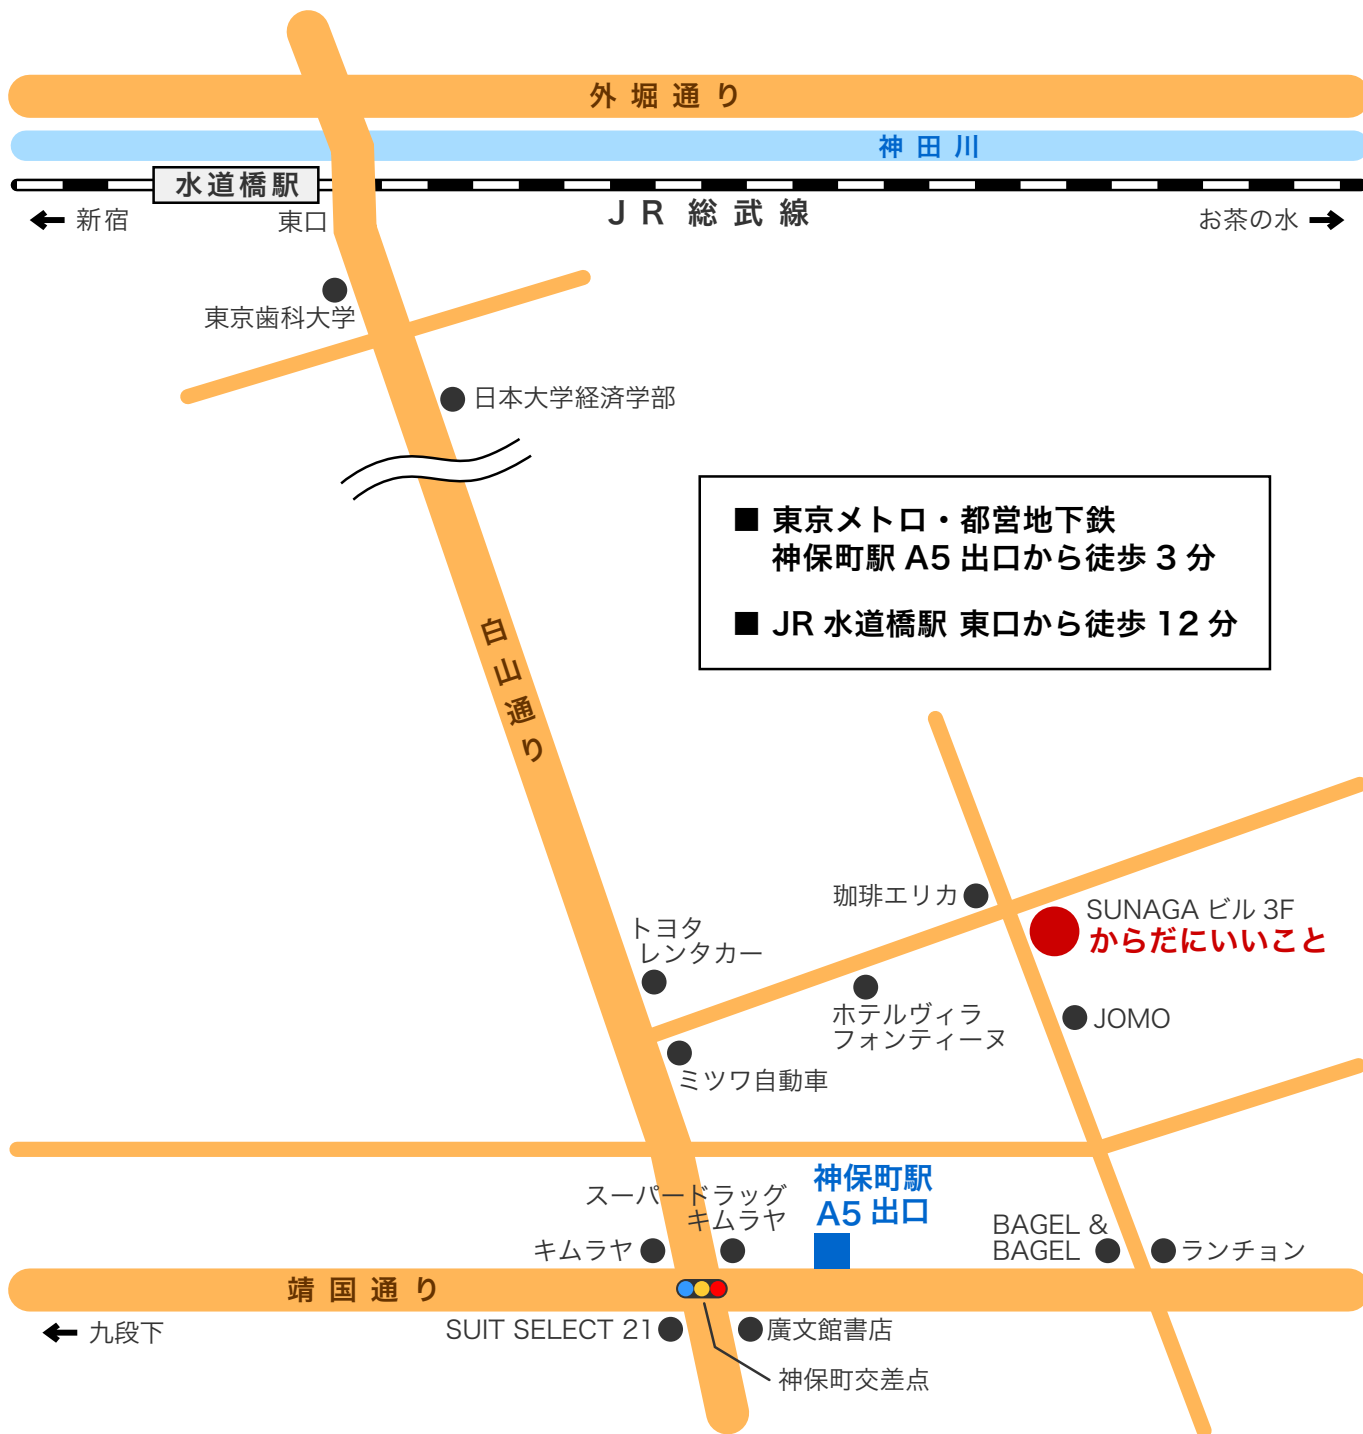 外堀通り
神田川
水道橋駅
新宿
東口
JR 総武線
お茶の水
東京歯科大学
日本大学経済学部
■ 東京メトロ・都営地下鉄
神保町駅 A5 出口から徒歩 3 分
■ JR 水道橋駅 東口から徒歩 12 分
白山通り
珈琲エリカ
SUNAGA ビル 3F
からだにいいこと
トヨタ
レンタカー
ホテルヴィラ
フォンティーヌ
JOMO
ミツワ自動車
神保町駅
A5 出口
スーパードラッグ
キムラヤ
キムラヤ
BAGEL &
BAGEL
ランチョン
靖国通り
九段下
SUIT SELECT 21
廣文館書店
神保町交差点